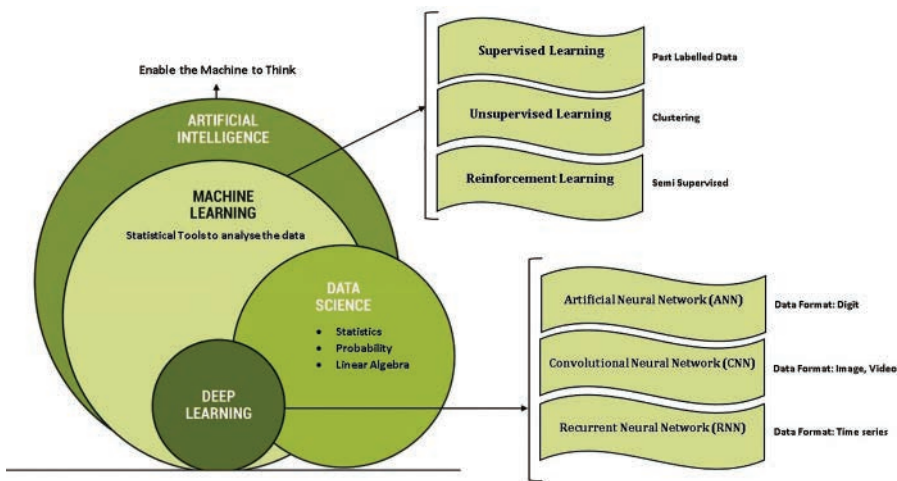 Enable the Machine to Think
ARTIFICIAL
INTELLIGENCE
MACHINE
LEARNING
Statistical Tools to analyse the data
DATA
SCIENCE
• Statistics
• Probability
• Linear Algebra
DEEP
LEARNING
Supervised Learning
Past Labelled Data
Unsupervised Learning
Clustering
Reinforcement Learning
Semi Supervised
Artificial Neural Network (ANN)
Data Format: Digit
Convolutional Neural Network (CNN)
Data Format: Image, Video
Recurrent Neural Network (RNN)
Data Format: Time series